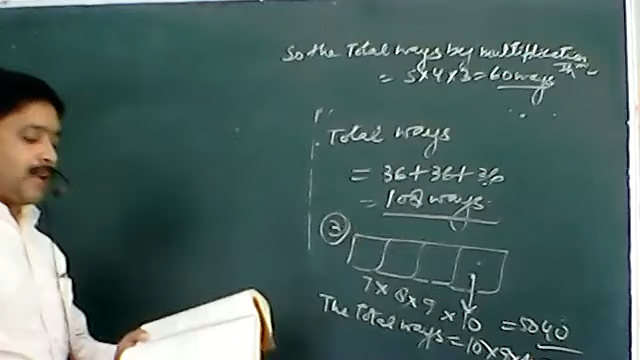 So the Total ways by multiplication Thm
= 5×4×3 = 60 ways
Total ways
= 36+36+36
= 108 ways
③
7×8×9×10 = 5040
The Total ways = 10×9×